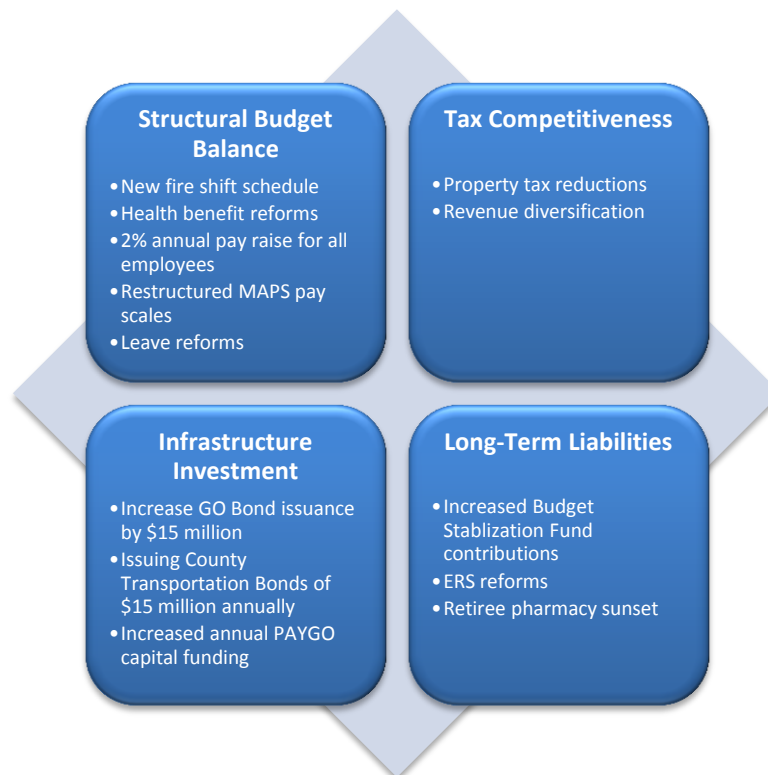 Structural Budget
Balance
•New fire shift schedule
•Health benefit reforms
•2% annual pay raise for all
employees
•Restructured MAPS pay
scales
•Leave reforms
Tax Competitiveness
•Property tax reductions
•Revenue diversification
Infrastructure
Investment
•Increase GO Bond issuance
by $15 million
•Issuing County
Transportation Bonds of
$15 million annually
•Increased annual PAYGO
capital funding
Long-Term Liabilities
•Increased Budget
Stablization Fund
contributions
•ERS reforms
•Retiree pharmacy sunset